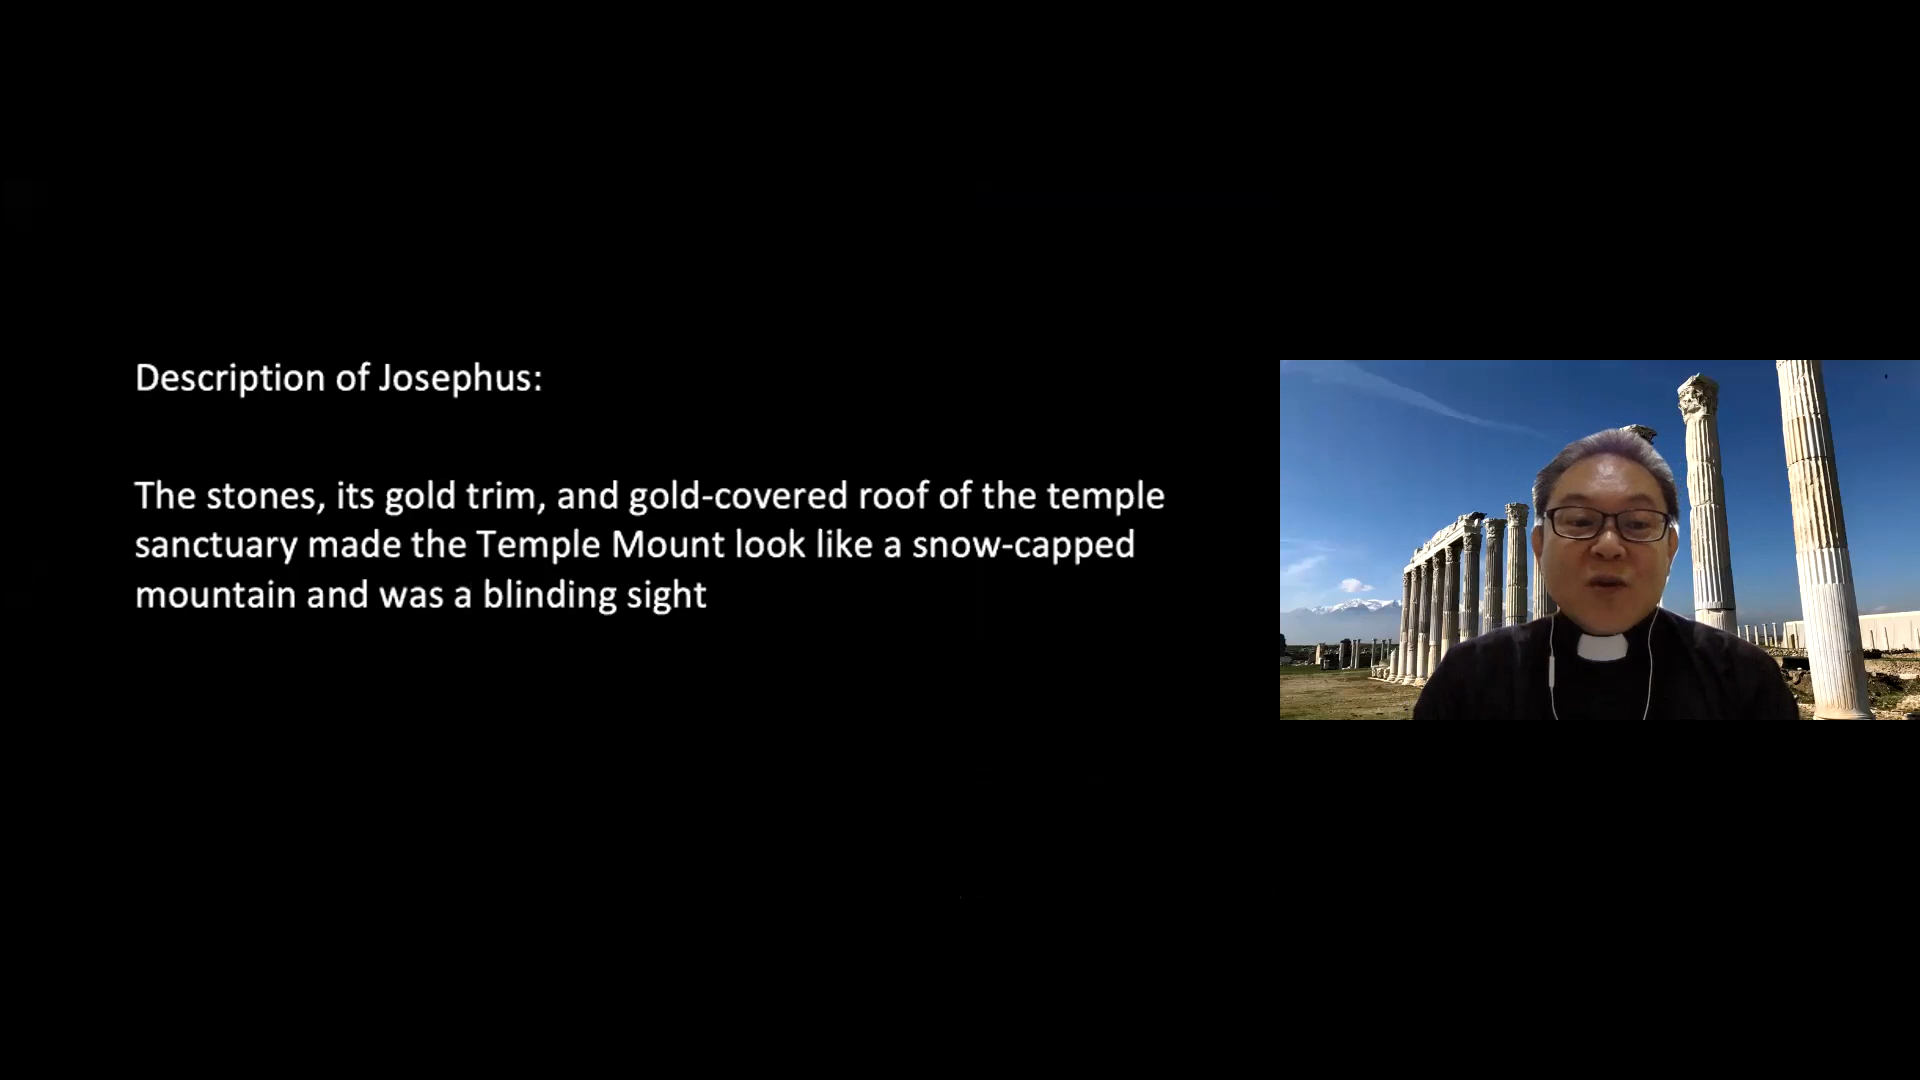 Description of Josephus:
The stones, its gold trim, and gold-covered roof of the temple
sanctuary made the Temple Mount look like a snow-capped
mountain and was a blinding sight